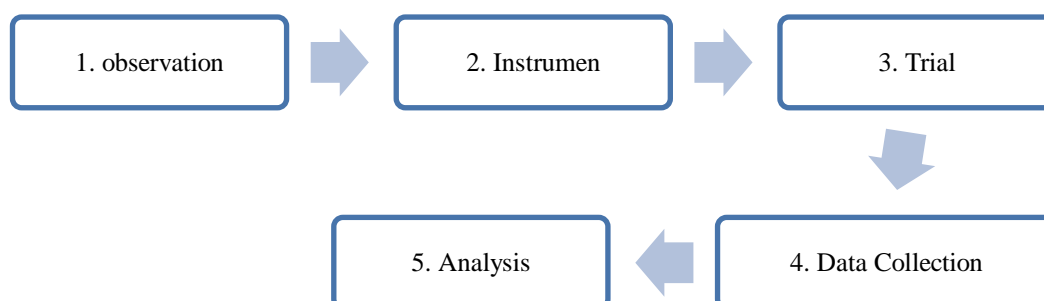 1. observation
2. Instrumen
3. Trial
4. Data Collection
5. Analysis